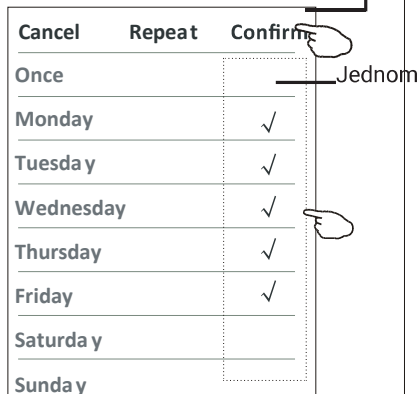 Cancel Repeat Confirm
Once Jednom
Monday √
Tuesday √
Wednesday √
Thursday √
Friday √
Saturday
Sunday